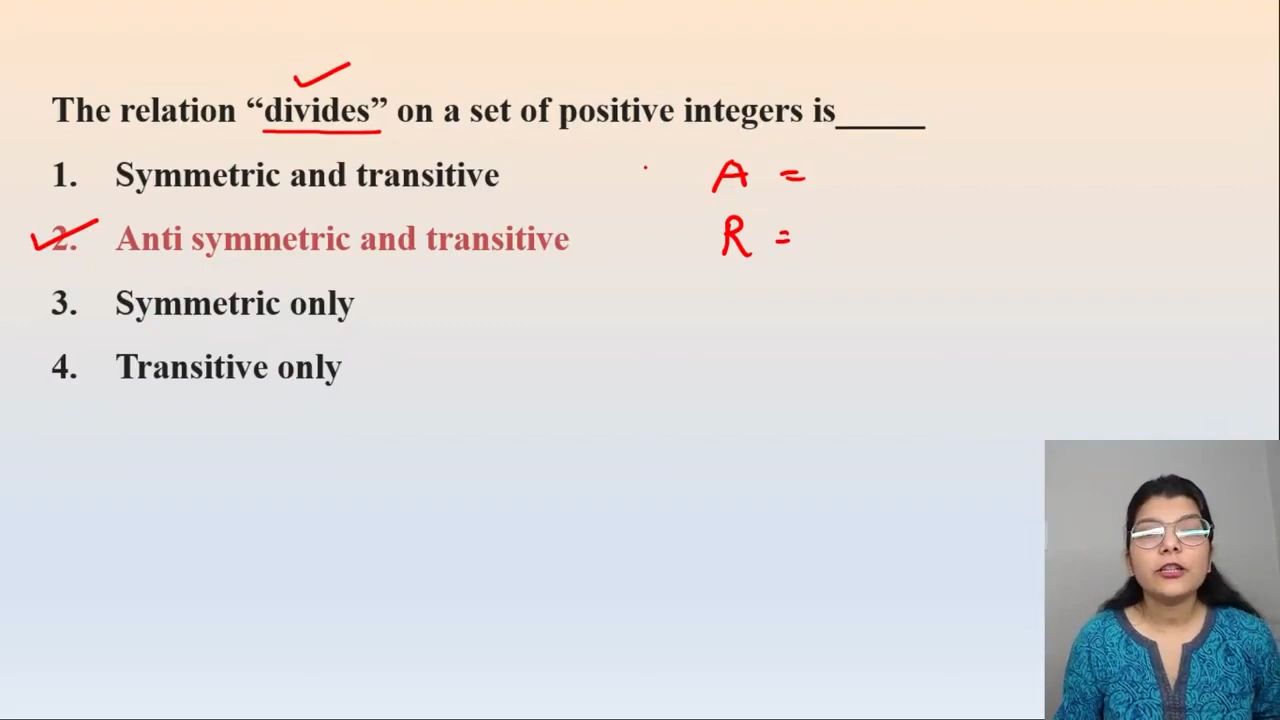 The relation “divides” on a set of positive integers is_____
1. Symmetric and transitive
A =
2. Anti symmetric and transitive
R =
3. Symmetric only
4. Transitive only